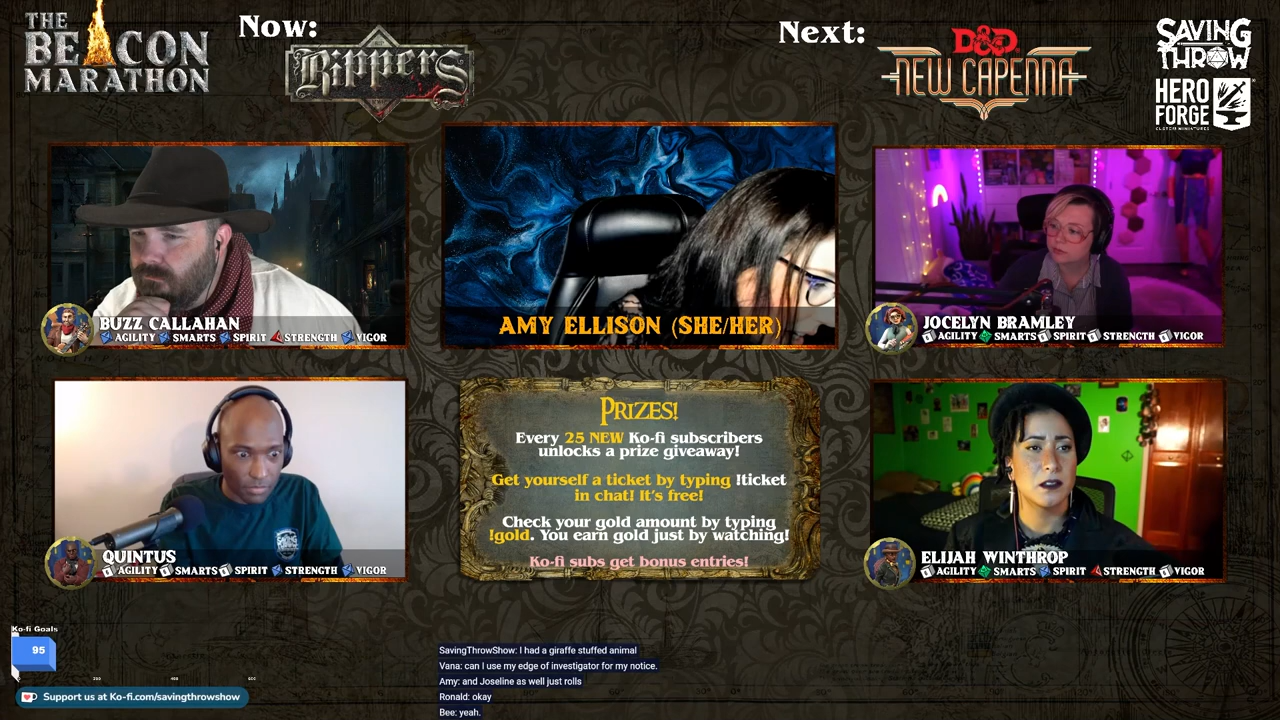 THE
BEACON
MARATHON
Now:
Rippers
Next:
D&D
NEW CAPENNA
SAVING
THROW
HERO
FORGE
CUSTOM MINIATURES
BUZZ CALLAHAN
AGILITY SMARTS SPIRIT STRENGTH VIGOR
AMY ELLISON (SHE/HER)
JOCELYN BRAMLEY
AGILITY SMARTS SPIRIT STRENGTH VIGOR
QUINTUS
AGILITY SMARTS SPIRIT STRENGTH VIGOR
PRIZES!
Every 25 NEW Ko-fi subscribers
unlocks a prize giveaway!
Get yourself a ticket by typing !ticket
in chat! It's free!
Check your gold amount by typing
!gold. You earn gold just by watching!
Ko-fi subs get bonus entries!
ELIJAH WINTHROP
AGILITY SMARTS SPIRIT STRENGTH VIGOR
Ko-fi Goals
95
200 400 600
Support us at Ko-fi.com/savingthrowshow
SavingThrowShow: I had a giraffe stuffed animal
Vana: can I use my edge of investigator for my notice.
Amy: and Joseline as well just rolls
Ronald: okay
Bee: yeah.